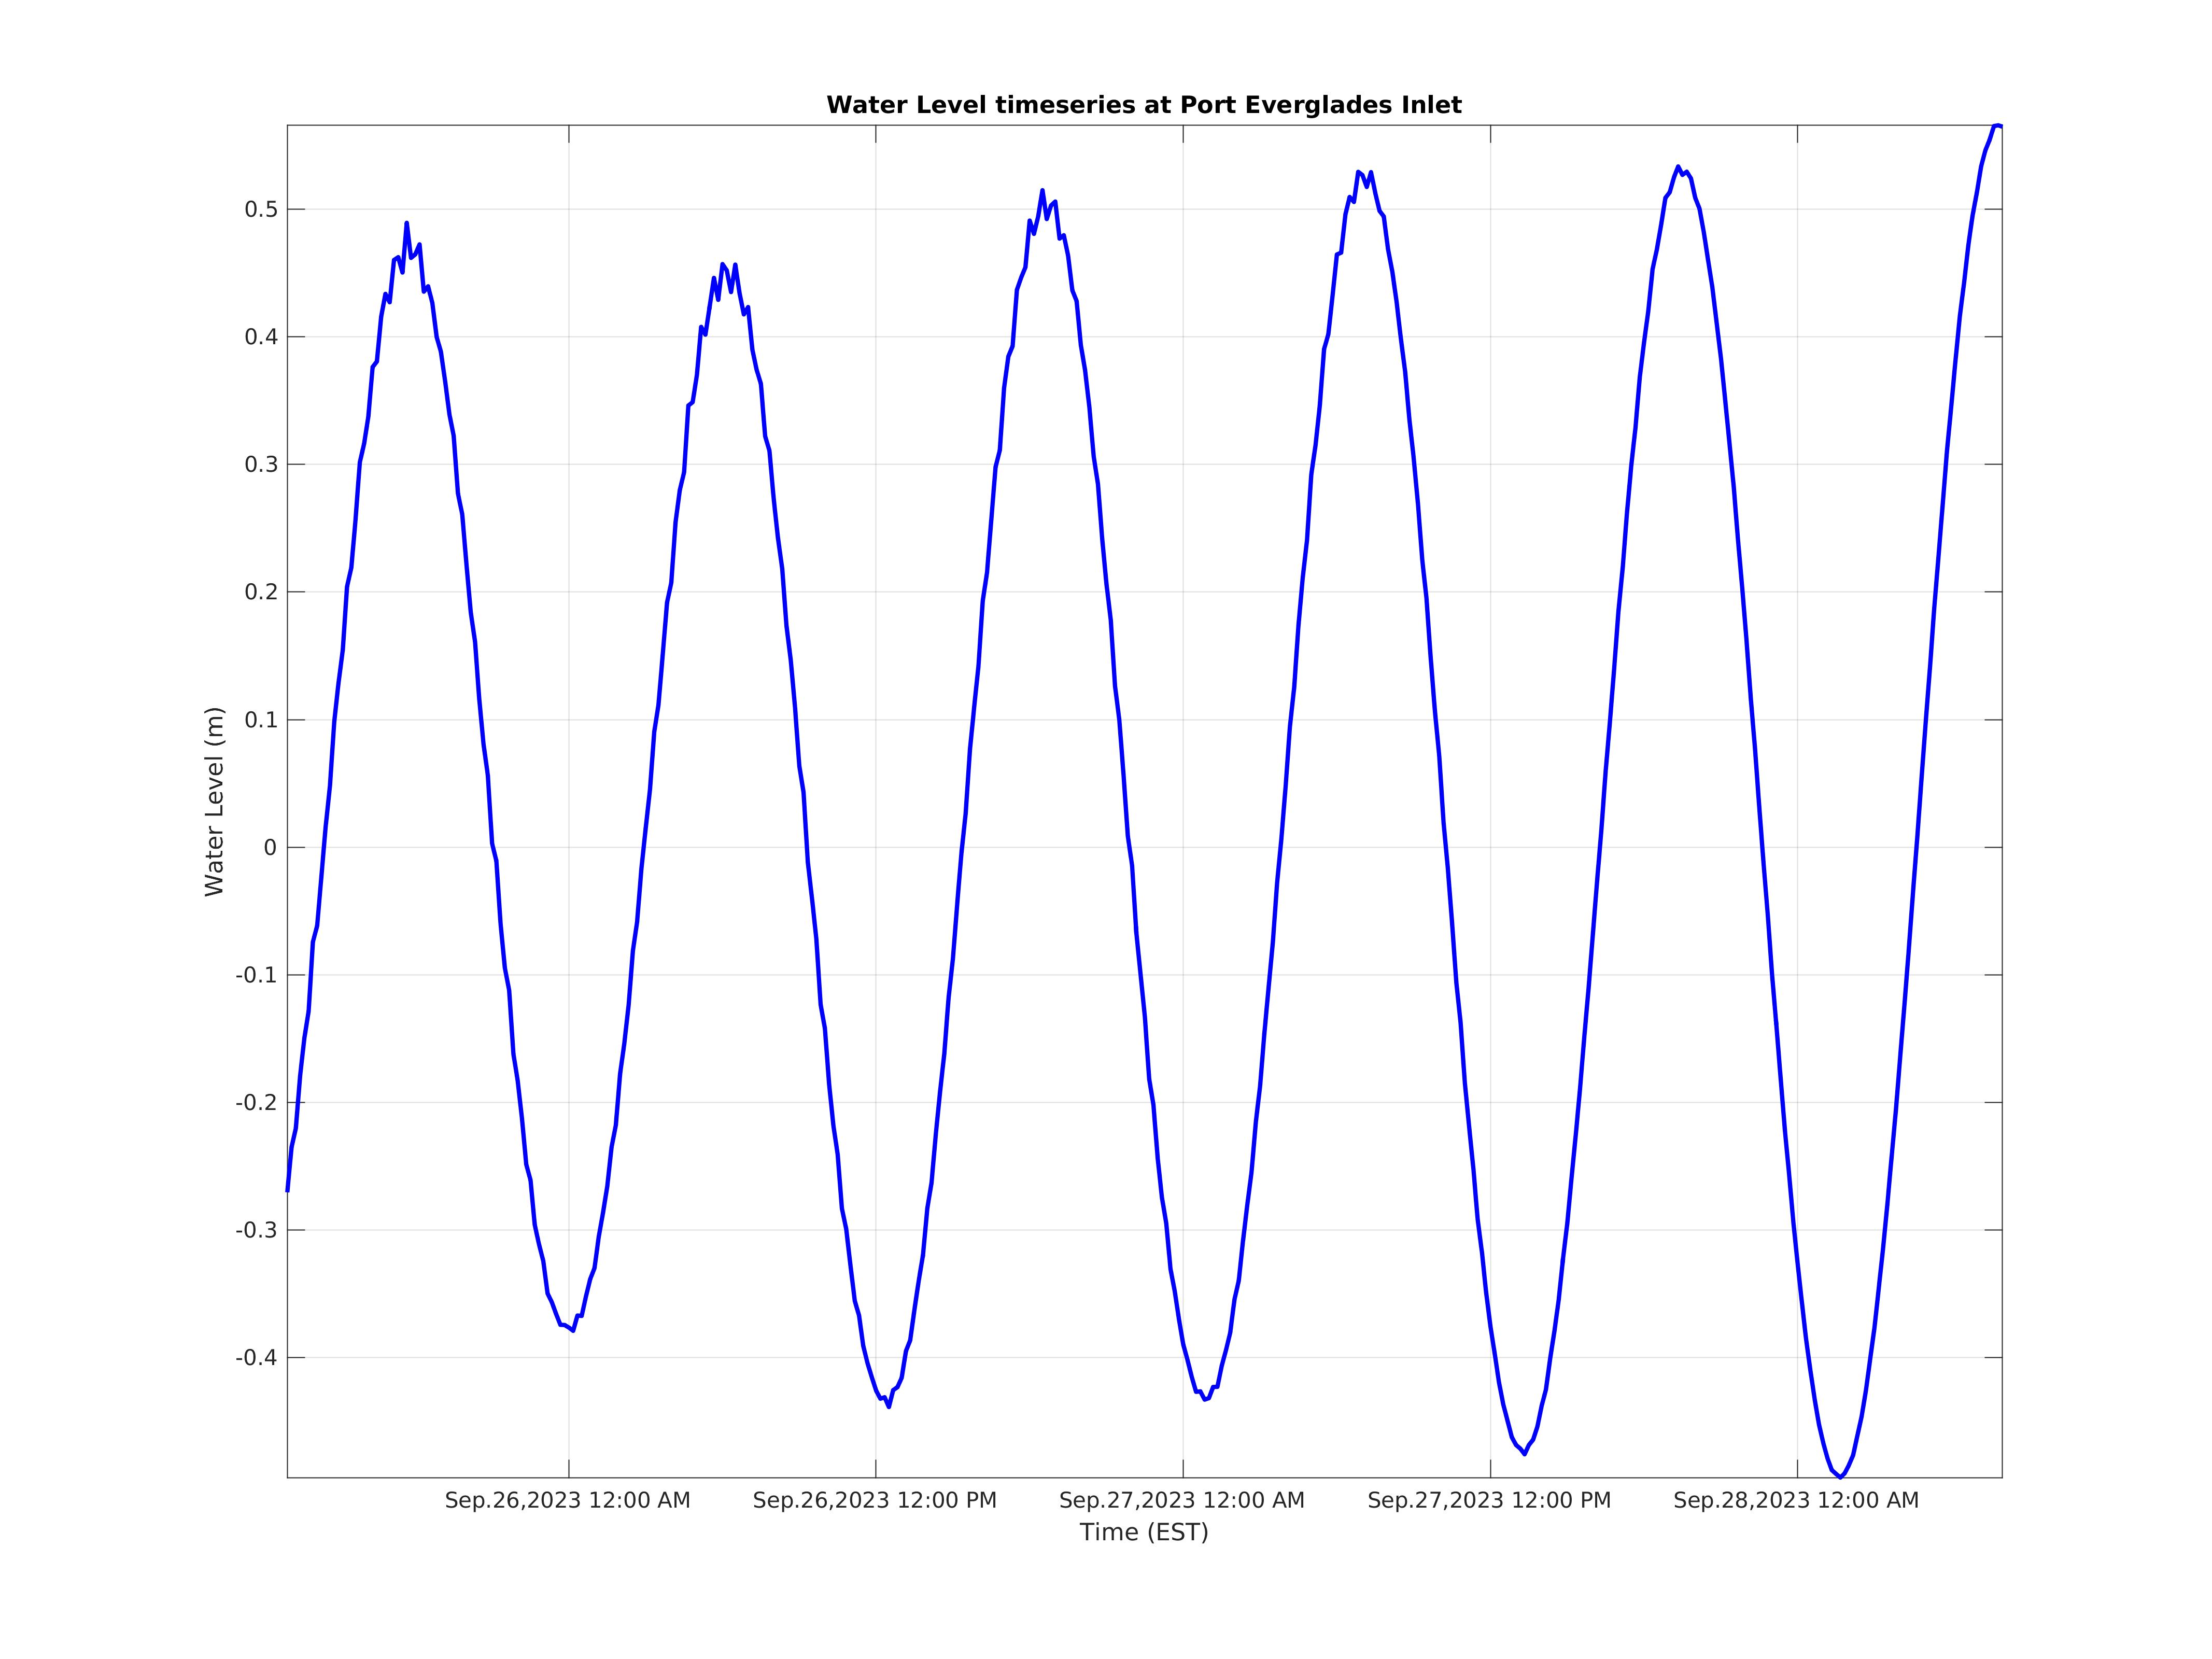 Water Level timeseries at Port Everglades Inlet
0.5
0.4
0.3
0.2
0.1
0
-0.1
-0.2
-0.3
-0.4
Water Level (m)
Sep.26,2023 12:00 AM
Sep.26,2023 12:00 PM
Sep.27,2023 12:00 AM
Sep.27,2023 12:00 PM
Sep.28,2023 12:00 AM
Time (EST)